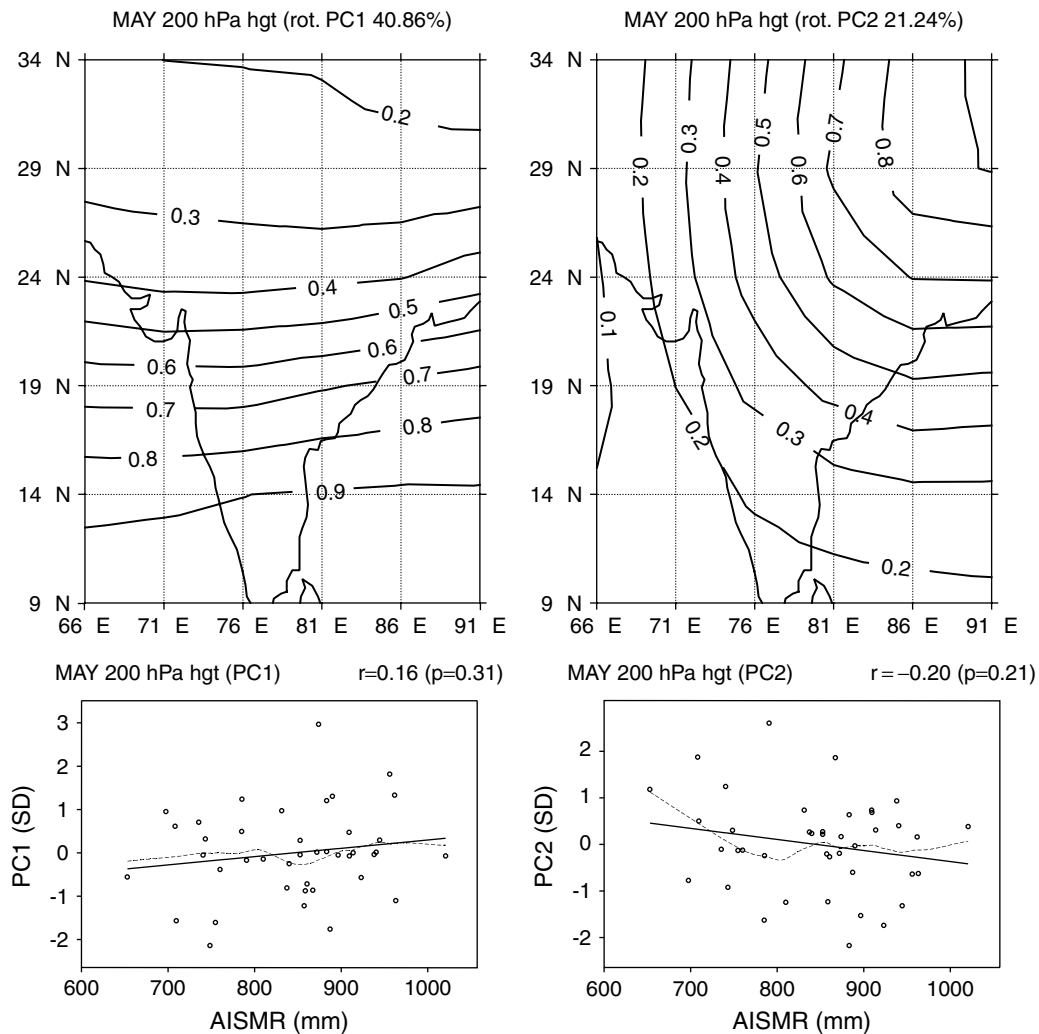 MAY 200 hPa hgt (rot. PC1 40.86%)
34 N
29 N
24 N
19 N
14 N
9 N
66 E 71 E 76 E 81 E 86 E 91 E
0.2
0.3
0.4
0.5
0.6
0.6
0.7
0.7
0.8
0.8
0.9
MAY 200 hPa hgt (rot. PC2 21.24%)
34 N
29 N
24 N
19 N
14 N
9 N
66 E 71 E 76 E 81 E 86 E 91 E
0.2
0.3
0.4
0.5
0.6
0.7
0.8
0.1
0.2
0.3
0.4
0.2
MAY 200 hPa hgt (PC1) r=0.16 (p=0.31)
PC1 (SD)
3
2
1
0
-1
-2
600 700 800 900 1000
AISMR (mm)
MAY 200 hPa hgt (PC2) r=−0.20 (p=0.21)
PC2 (SD)
2
1
0
-1
-2
600 700 800 900 1000
AISMR (mm)